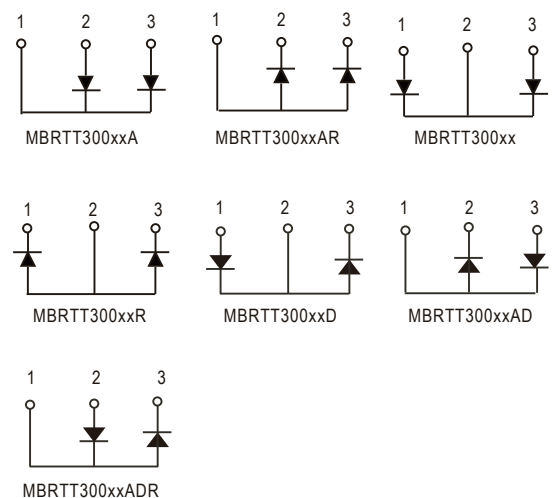 1 2 3
1 2 3
1 2 3
MBRTT300xxA
MBRTT300xxAR
MBRTT300xx
1 2 3
1 2 3
1 2 3
MBRTT300xxR
MBRTT300xxD
MBRTT300xxAD
1 2 3
MBRTT300xxADR